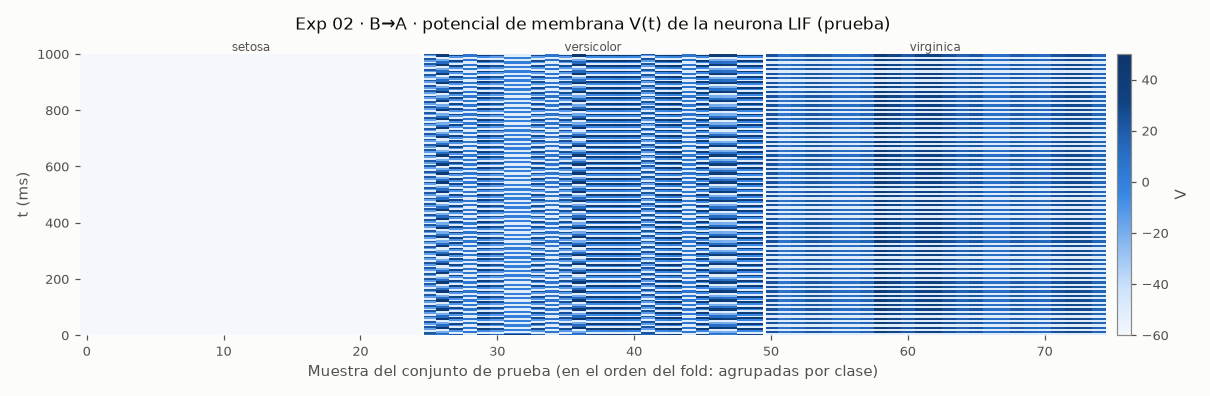 Exp 02 · B→A · potencial de membrana V(t) de la neurona LIF (prueba)
setosa versicolor virginica
1000
800
600
400
200
0
t (ms)
0 10 20 30 40 50 60 70
Muestra del conjunto de prueba (en el orden del fold: agrupadas por clase)
40
20
0
−20
−40
−60
V